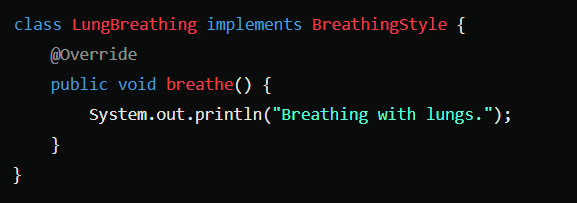 class LungBreathing implements BreathingStyle {
    @Override
    public void breathe() {
        System.out.println("Breathing with lungs.");
    }
}